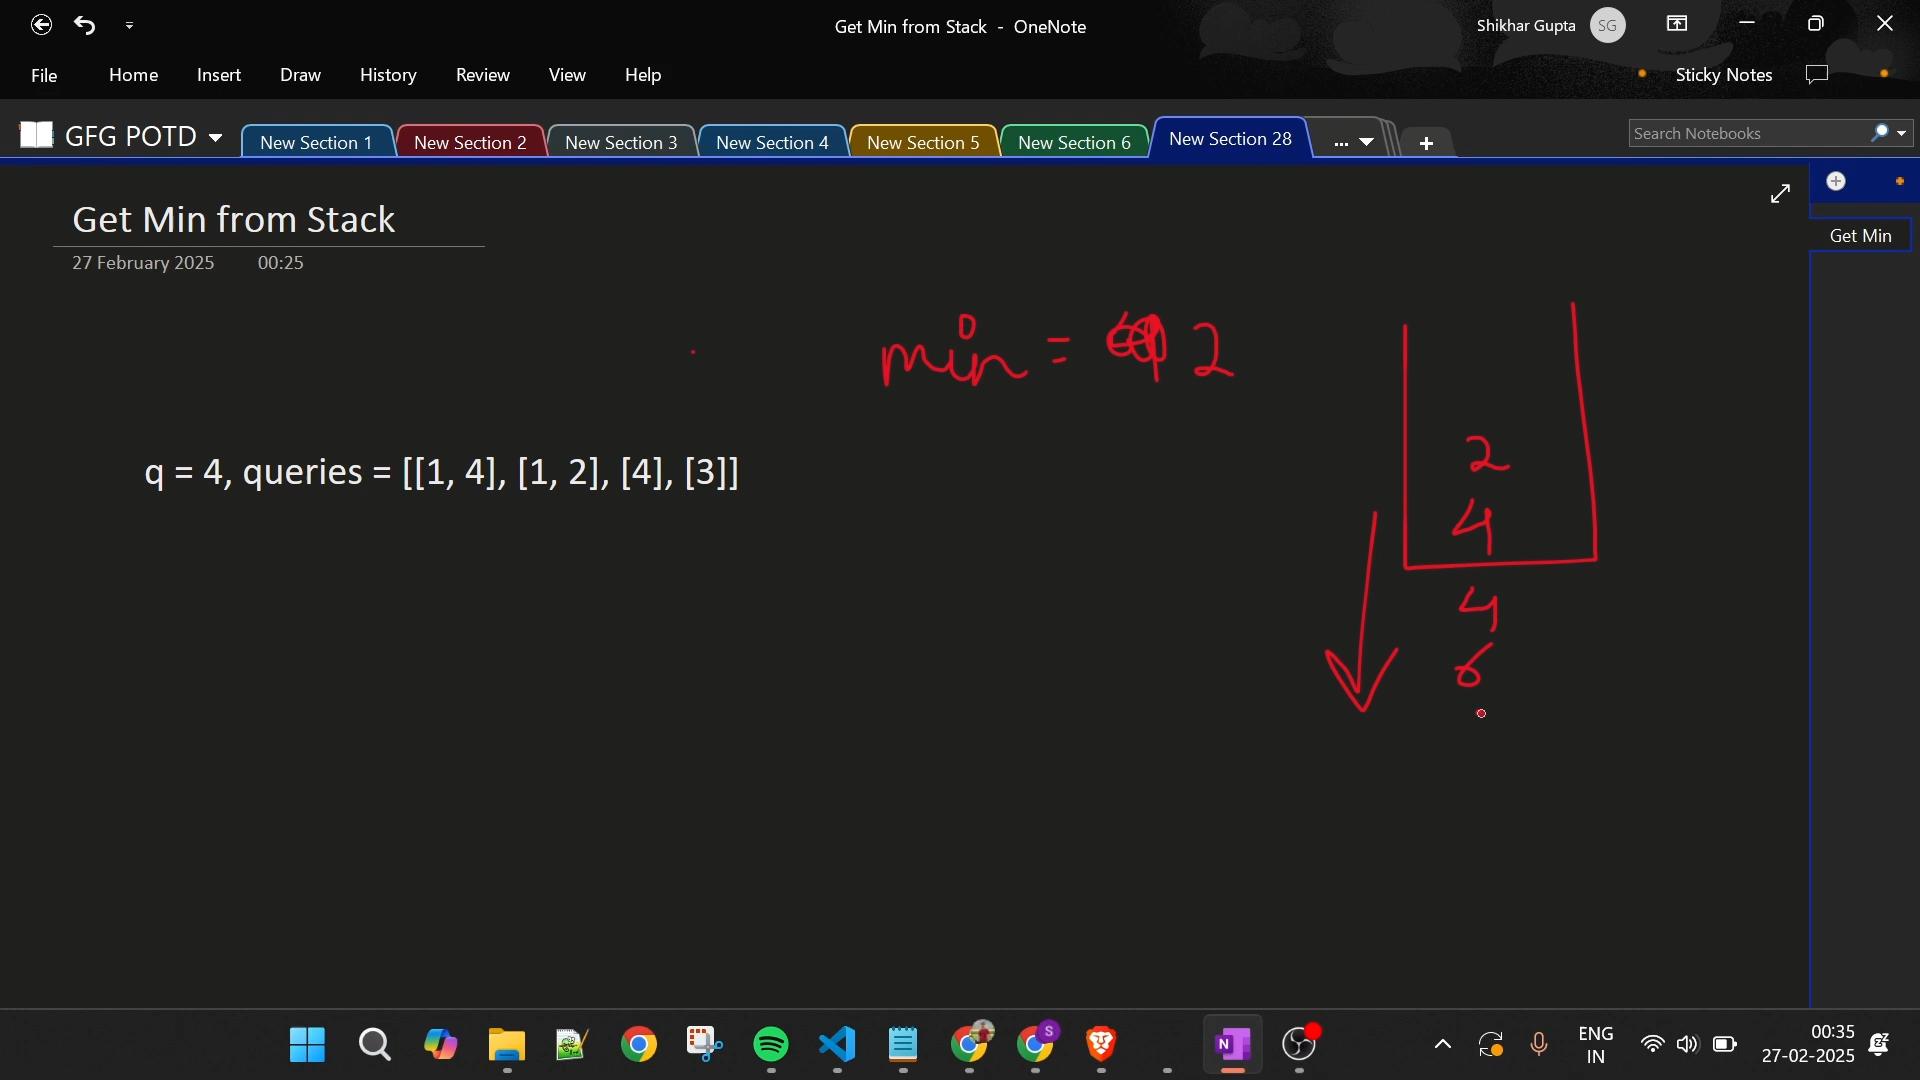 Get Min from Stack - OneNote
Shikhar Gupta SG
File Home Insert Draw History Review View Help
Sticky Notes
GFG POTD
New Section 1 New Section 2 New Section 3 New Section 4 New Section 5 New Section 6 New Section 28 ... +
Search Notebooks
Get Min from Stack
27 February 2025 00:25
Get Min
min = 2
q = 4, queries = [[1, 4], [1, 2], [4], [3]]
2
4
4
6
ENG
IN
00:35
27-02-2025